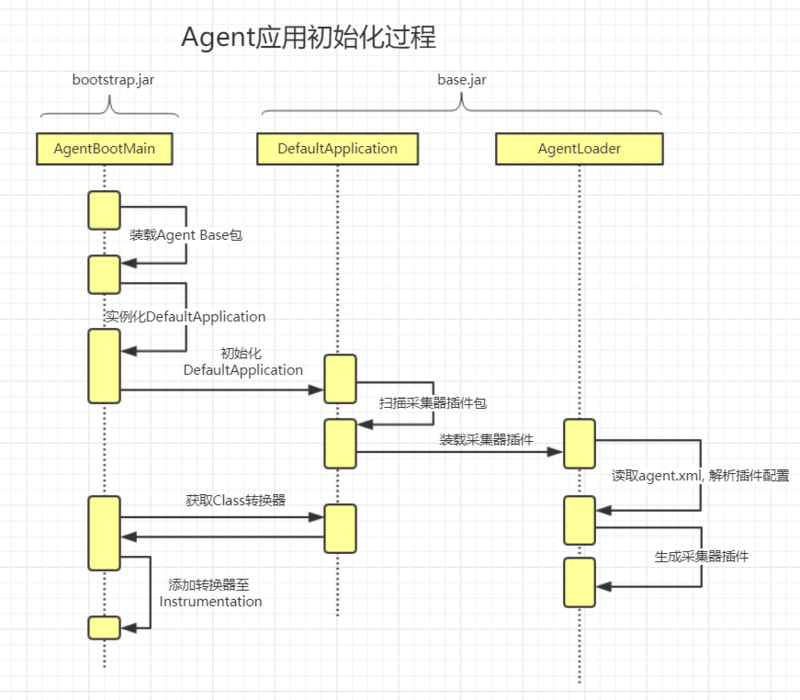 Agent应用初始化过程
bootstrap.jar
base.jar
AgentBootMain
DefaultApplication
AgentLoader
装载Agent Base包
实例化DefaultApplication
初始化
DefaultApplication
扫描采集器插件包
装载采集器插件
读取agent.xml, 解析插件配置
获取Class转换器
生成采集器插件
添加转换器至
Instrumentation